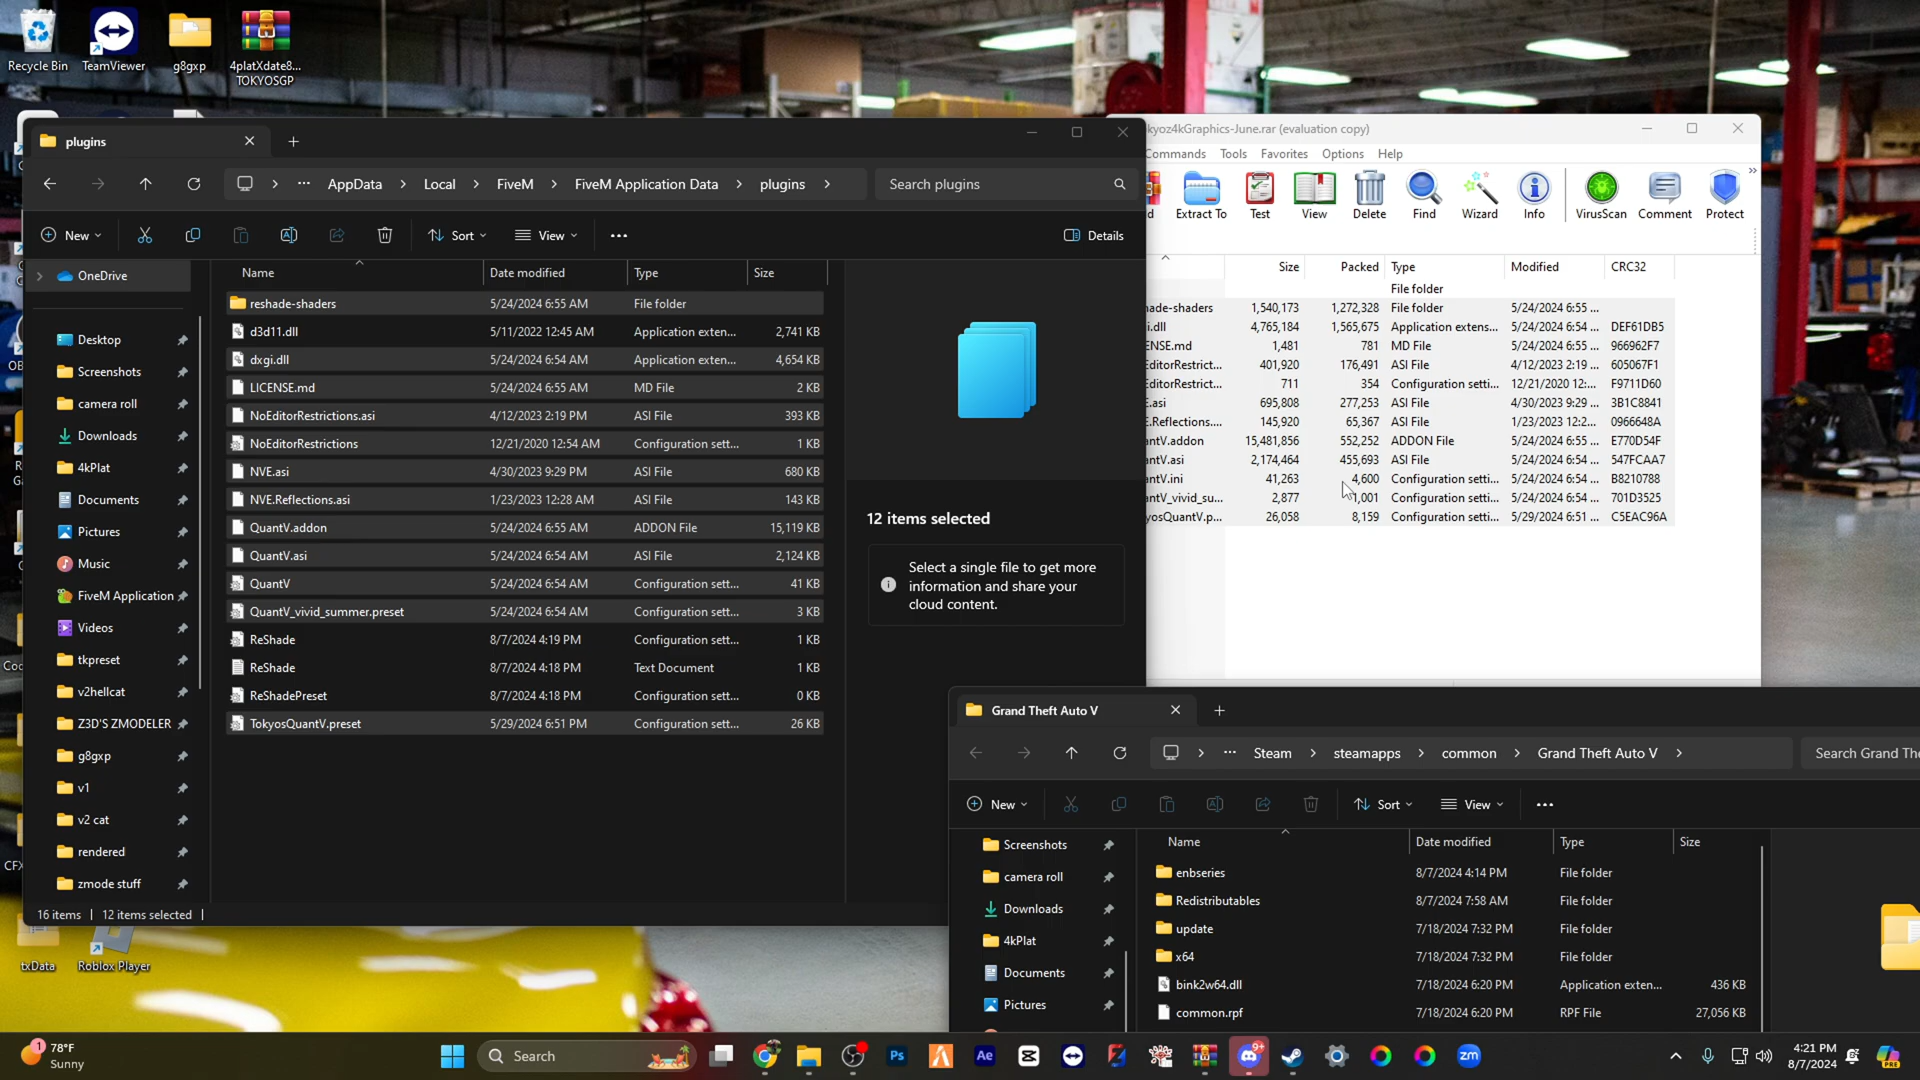 Recycle Bin
TeamViewer
g8gxp
4platXdate8...
TOKYOSGP
plugins
AppData
Local
FiveM
FiveM Application Data
plugins
Search plugins
New
Sort
View
Details
OneDrive
Desktop
Screenshots
camera roll
Downloads
4kPlat
Documents
Pictures
Music
FiveM Application
Videos
tkpreset
v2hellcat
Z3D'S ZMODELER
g8gxp
v1
v2 cat
rendered
zmode stuff
Name Date modified Type Size
reshade-shaders 5/24/2024 6:55 AM File folder
d3d11.dll 5/11/2022 12:45 AM Application exten... 2,741 KB
dxgi.dll 5/24/2024 6:54 AM Application exten... 4,654 KB
LICENSE.md 5/24/2024 6:55 AM MD File 2 KB
NoEditorRestrictions.asi 4/12/2023 2:19 PM ASI File 393 KB
NoEditorRestrictions 12/21/2020 12:54 AM Configuration sett... 1 KB
NVE.asi 4/30/2023 9:29 PM ASI File 680 KB
NVE.Reflections.asi 1/23/2023 12:28 AM ASI File 143 KB
QuantV.addon 5/24/2024 6:55 AM ADDON File 15,119 KB
QuantV.asi 5/24/2024 6:54 AM ASI File 2,124 KB
QuantV 5/24/2024 6:54 AM Configuration sett... 41 KB
QuantV_vivid_summer.preset 5/24/2024 6:54 AM Configuration sett... 3 KB
ReShade 8/7/2024 4:19 PM Configuration sett... 1 KB
ReShade 8/7/2024 4:18 PM Text Document 1 KB
ReShadePreset 8/7/2024 4:18 PM Configuration sett... 0 KB
TokyosQuantV.preset 5/29/2024 6:51 PM Configuration sett... 26 KB
12 items selected
Select a single file to get more
information and share your
cloud content.
16 items
12 items selected
kyoz4kGraphics-June.rar (evaluation copy)
Commands Tools Favorites Options Help
d Extract To Test View Delete Find Wizard Info VirusScan Comment Protect
Size Packed Type Modified CRC32
File folder
ade-shaders 1,540,173 1,272,328 File folder 5/24/2024 6:55 ...
i.dll 4,765,184 1,565,675 Application extens... 5/24/2024 6:54 ... DEF61DB5
ENSE.md 1,481 781 MD File 5/24/2024 6:55 ... 966962F7
EditorRestrict... 401,920 176,491 ASI File 4/12/2023 2:19 ... 605067F1
EditorRestrict... 711 354 Configuration setti... 12/21/2020 12:... F9711D60
E.asi 695,808 277,253 ASI File 4/30/2023 9:29 ... 3B1C8841
E.Reflections.... 145,920 65,367 ASI File 1/23/2023 12:2... 0966648A
antV.addon 15,481,856 552,252 ADDON File 5/24/2024 6:55 ... E770D54F
antV.asi 2,174,464 455,693 ASI File 5/24/2024 6:54 ... 547FCAA7
antV.ini 41,263 4,600 Configuration setti... 5/24/2024 6:54 ... B8210788
antV_vivid_su... 2,877 1,001 Configuration setti... 5/24/2024 6:54 ... 701D3525
yosQuantV.p... 26,058 8,159 Configuration setti... 5/29/2024 6:51 ... C5EAC96A
Grand Theft Auto V
Steam
steamapps
common
Grand Theft Auto V
Search Grand The
New
Sort
View
Screenshots
camera roll
Downloads
4kPlat
Documents
Pictures
Name Date modified Type Size
enbseries 8/7/2024 4:14 PM File folder
Redistributables 8/7/2024 7:58 AM File folder
update 7/18/2024 7:32 PM File folder
x64 7/18/2024 7:32 PM File folder
bink2w64.dll 7/18/2024 6:20 PM Application exten... 436 KB
common.rpf 7/18/2024 6:20 PM RPF File 27,056 KB
txData
Roblox Player
1
78°F
Sunny
Search
Ps
Ae
9+
zm
4:21 PM
8/7/2024
PRE